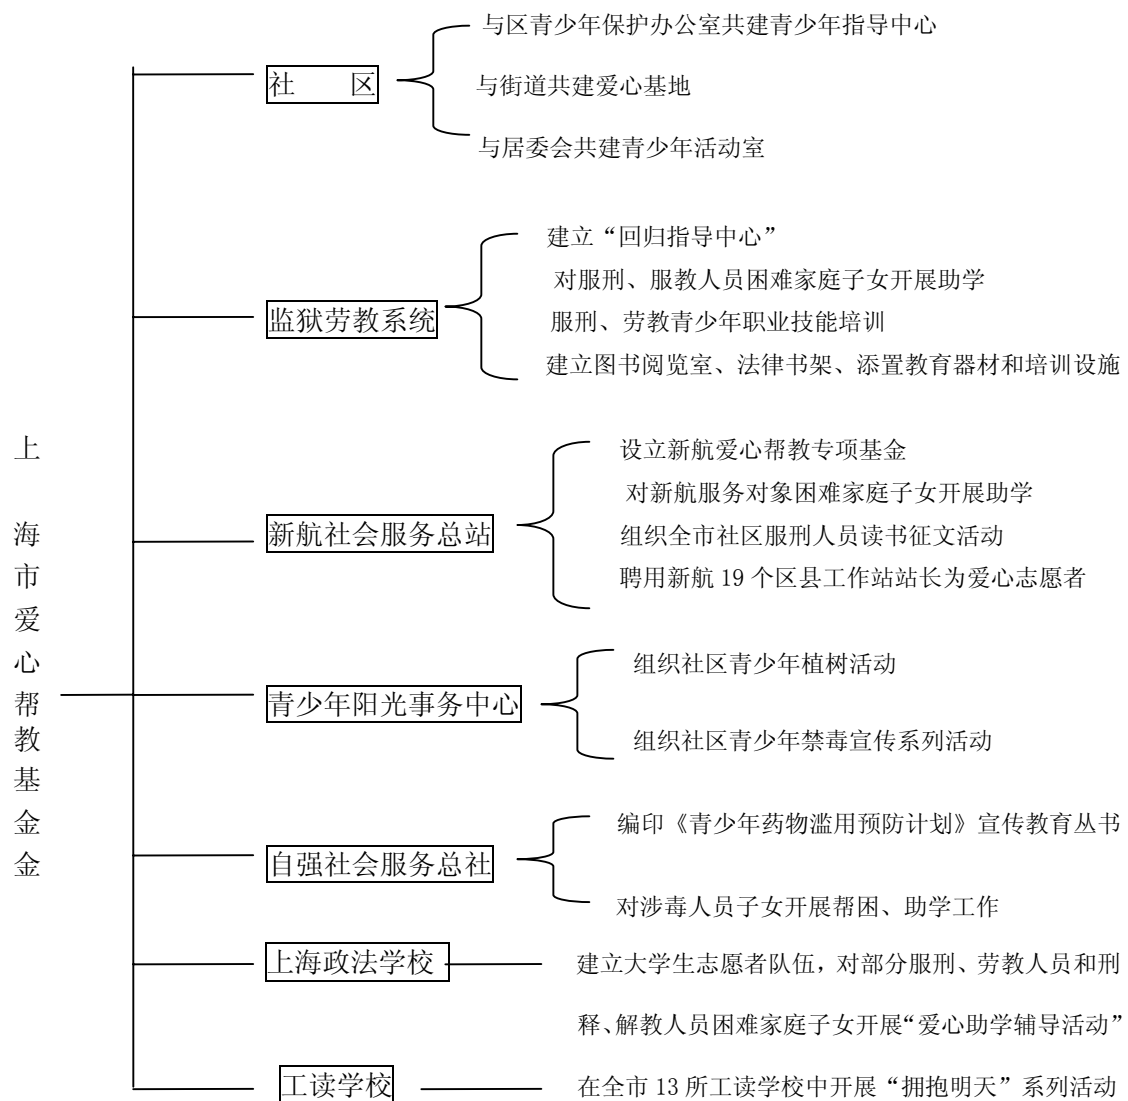 上海市爱心帮教基金金
社 区
与区青少年保护办公室共建青少年指导中心
与街道共建爱心基地
与居委会共建青少年活动室
监狱劳教系统
建立“回归指导中心”
对服刑、服教人员困难家庭子女开展助学
服刑、劳教青少年职业技能培训
建立图书阅览室、法律书架、添置教育器材和培训设施
新航社会服务总站
设立新航爱心帮教专项基金
对新航服务对象困难家庭子女开展助学
组织全市社区服刑人员读书征文活动
聘用新航 19 个区县工作站站长为爱心志愿者
青少年阳光事务中心
组织社区青少年植树活动
组织社区青少年禁毒宣传系列活动
自强社会服务总社
编印《青少年药物滥用预防计划》宣传教育丛书
对涉毒人员子女开展帮困、助学工作
上海政法学校
建立大学生志愿者队伍，对部分服刑、劳教人员和刑
释、解教人员困难家庭子女开展“爱心助学辅导活动”
工读学校
在全市 13 所工读学校中开展“拥抱明天”系列活动